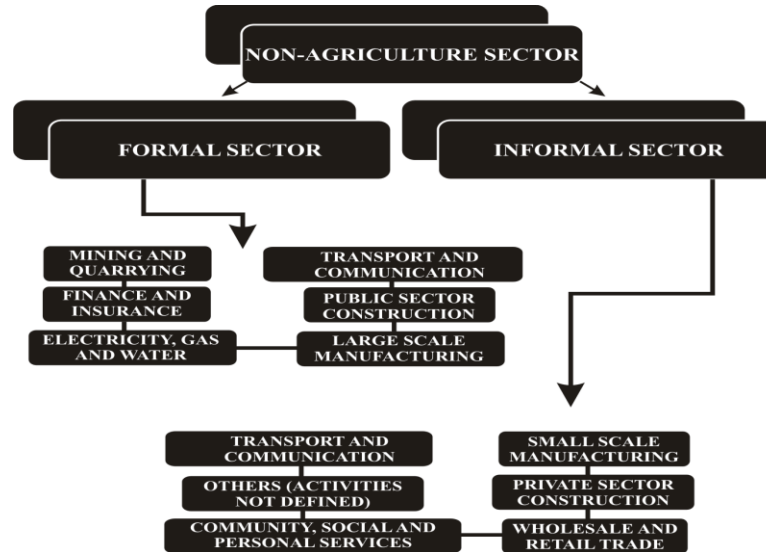 NON-AGRICULTURE SECTOR
FORMAL SECTOR
INFORMAL SECTOR
MINING AND
QUARRYING
FINANCE AND
INSURANCE
ELECTRICITY, GAS
AND WATER
TRANSPORT AND
COMMUNICATION
PUBLIC SECTOR
CONSTRUCTION
LARGE SCALE
MANUFACTURING
TRANSPORT AND
COMMUNICATION
OTHERS (ACTIVITIES
NOT DEFINED)
COMMUNITY, SOCIAL AND
PERSONAL SERVICES
SMALL SCALE
MANUFACTURING
PRIVATE SECTOR
CONSTRUCTION
WHOLESALE AND
RETAIL TRADE